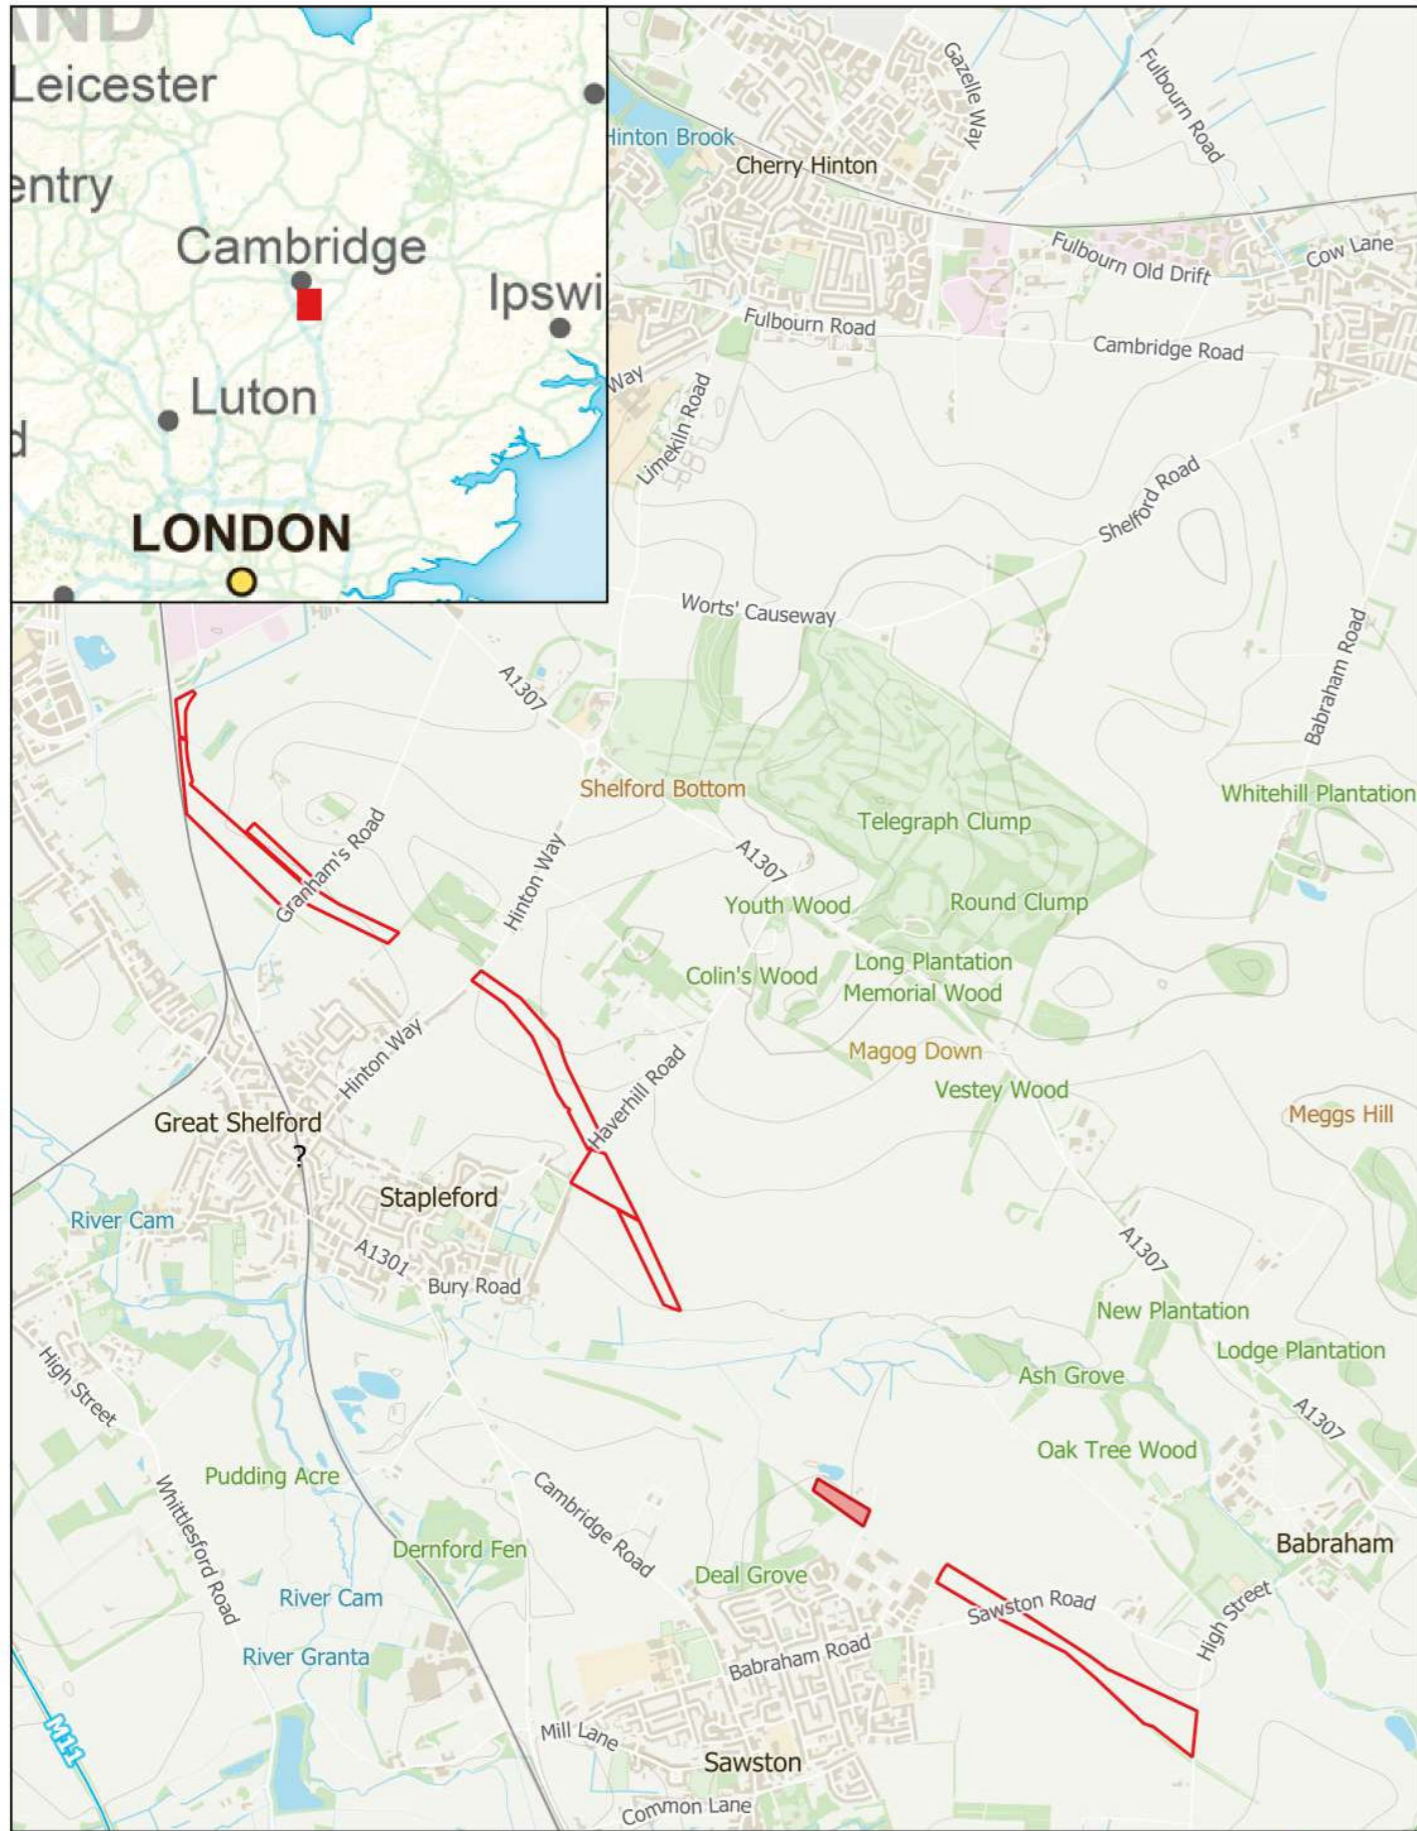 AND
Leicester
entry
Cambridge
Ipswi
Luton
d
LONDON
Hinton Brook
Cherry Hinton
Gazelle Way
Fulbourn Road
Fulbourn Old Drift
Cow Lane
Fulbourn Road
Cambridge Road
Way
Limekiln Road
Shelford Road
Worts' Causeway
Babraham Road
A1307
Shelford Bottom
Whitehill Plantation
Telegraph Clump
Granham's Road
Hinton Way
A1307
Youth Wood
Round Clump
Colin's Wood
Long Plantation
Memorial Wood
Hinton Way
Haverhill Road
Magog Down
Vestey Wood
Meggs Hill
Great Shelford
?
Stapleford
River Cam
A1301
Bury Road
A1307
New Plantation
Lodge Plantation
High Street
Ash Grove
A1307
Oak Tree Wood
Pudding Acre
Whittlesford Road
Cambridge Road
Dernford Fen
Deal Grove
Babraham
River Cam
Sawston Road
High Street
River Granta
Babraham Road
M11
Mill Lane
Sawston
Common Lane